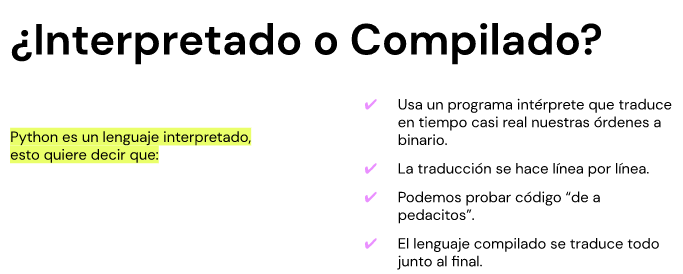 ¿Interpretado o Compilado?
Python es un lenguaje interpretado,
esto quiere decir que:
✔ Usa un programa intérprete que traduce
en tiempo casi real nuestras órdenes a
binario.
✔ La traducción se hace línea por línea.
✔ Podemos probar código “de a
pedacitos”.
✔ El lenguaje compilado se traduce todo
junto al final.